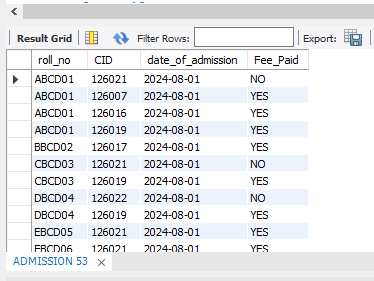 Result Grid Filter Rows: Export:
roll_no CID date_of_admission Fee_Paid
ABCD01 126021 2024-08-01 NO
ABCD01 126007 2024-08-01 YES
ABCD01 126016 2024-08-01 YES
ABCD01 126019 2024-08-01 YES
BBCD02 126017 2024-08-01 YES
CBCD03 126021 2024-08-01 NO
CBCD03 126019 2024-08-01 YES
DBCD04 126022 2024-08-01 NO
DBCD04 126019 2024-08-01 YES
EBCD05 126021 2024-08-01 YES
EBCD06 126011 2024-08-01 YES
ADMISSION 53